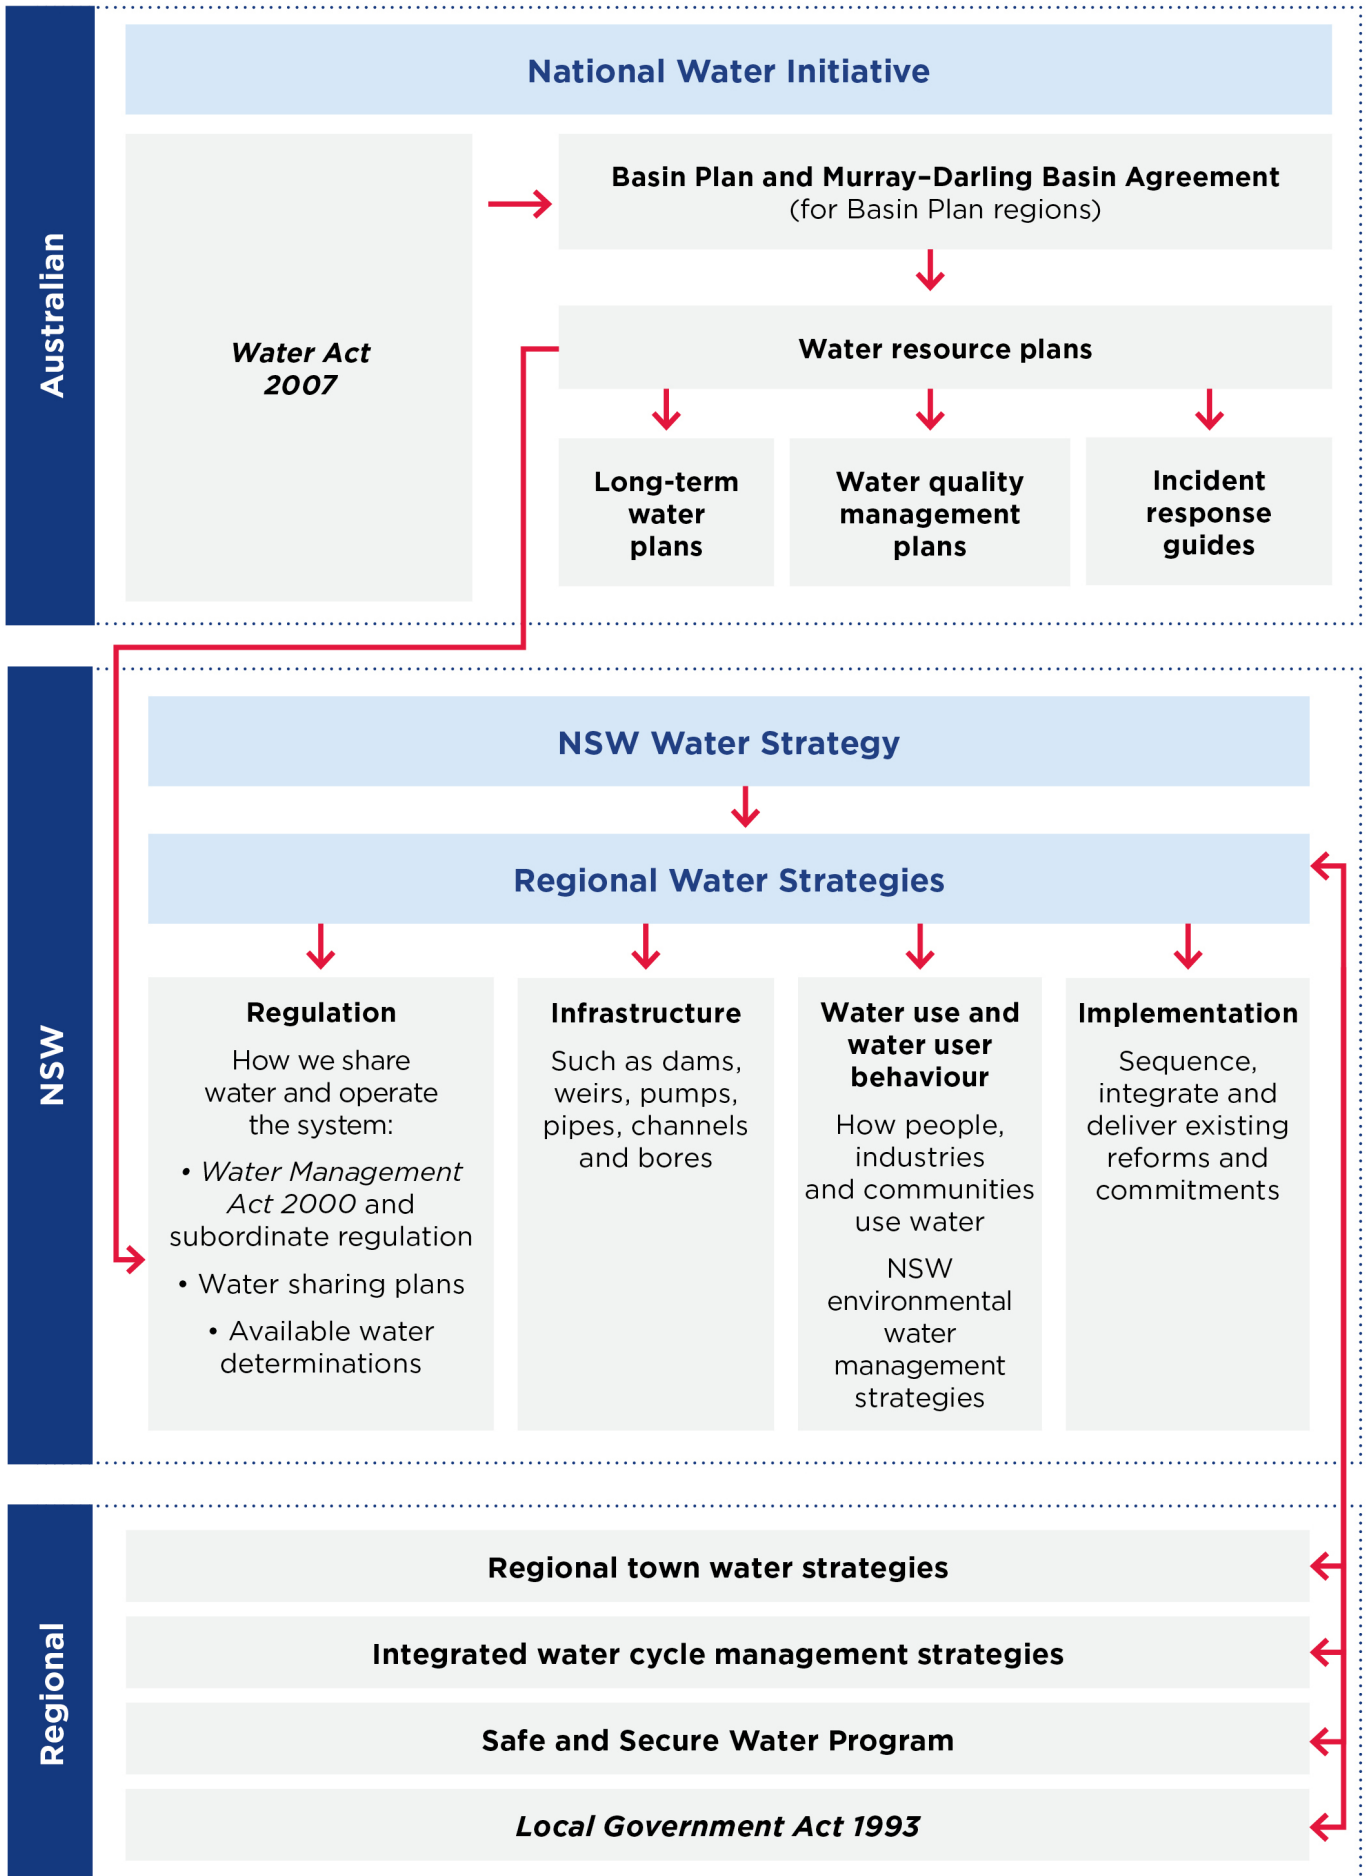 Australian
National Water Initiative
Water Act
2007
Basin Plan and Murray–Darling Basin Agreement
(for Basin Plan regions)
Water resource plans
Long-term
water
plans
Water quality
management
plans
Incident
response
guides
NSW
NSW Water Strategy
Regional Water Strategies
Regulation
How we share
water and operate
the system:
• Water Management
Act 2000 and
subordinate regulation
• Water sharing plans
• Available water
determinations
Infrastructure
Such as dams,
weirs, pumps,
pipes, channels
and bores
Water use and
water user
behaviour
How people,
industries
and communities
use water
NSW
environmental
water
management
strategies
Implementation
Sequence,
integrate and
deliver existing
reforms and
commitments
Regional
Regional town water strategies
Integrated water cycle management strategies
Safe and Secure Water Program
Local Government Act 1993